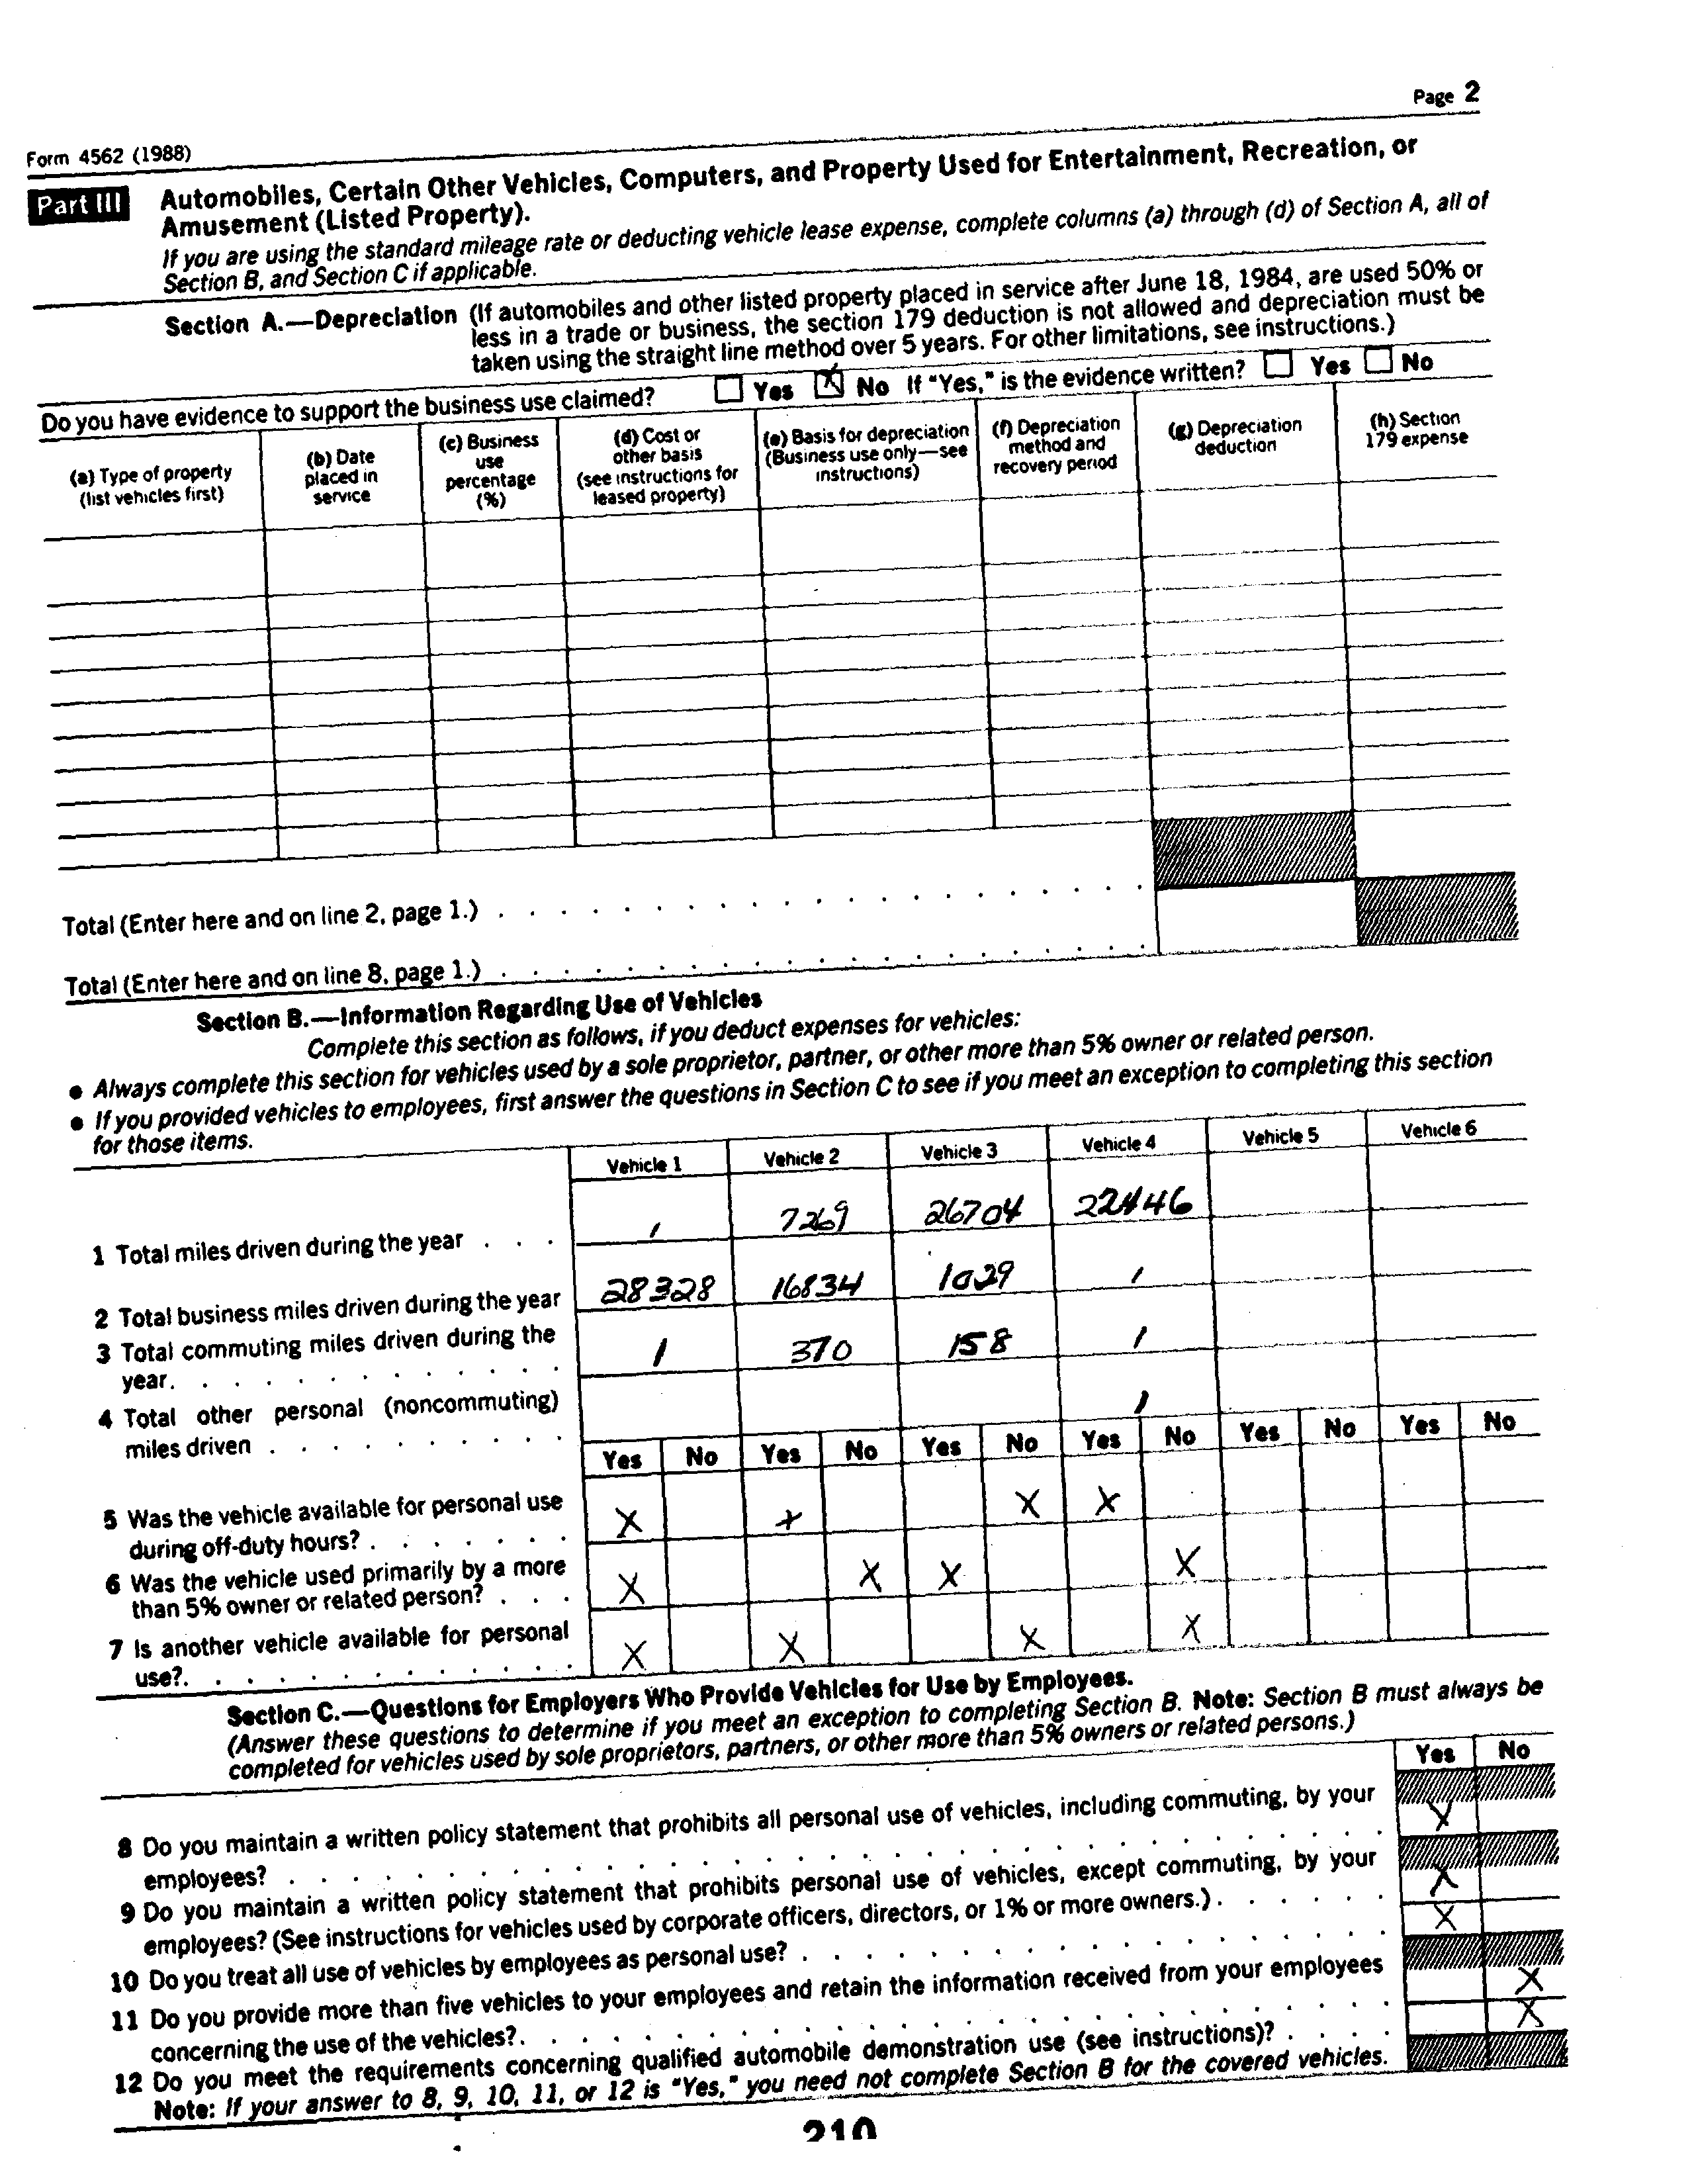 Page 2
Form 4562 (1988)
Part III Automobiles, Certain Other Vehicles, Computers, and Property Used for Entertainment, Recreation, or
Amusement (Listed Property).
If you are using the standard mileage rate or deducting vehicle lease expense, complete columns (a) through (d) of Section A, all of
Section B, and Section C if applicable.
Section A.—Depreciation (If automobiles and other listed property placed in service after June 18, 1984, are used 50% or
less in a trade or business, the section 179 deduction is not allowed and depreciation must be
taken using the straight line method over 5 years. For other limitations, see instructions.)
Do you have evidence to support the business use claimed? Yes X No If "Yes," is the evidence written? Yes No
(a) Type of property
(list vehicles first)
(b) Date
placed in
service
(c) Business
use
percentage
(%)
(d) Cost or
other basis
(see instructions for
leased property)
(e) Basis for depreciation
(Business use only—see
instructions)
(f) Depreciation
method and
recovery period
(g) Depreciation
deduction
(h) Section
179 expense
Total (Enter here and on line 2, page 1.) . . . . . . . . . . . . . . . . . . . . .
Total (Enter here and on line 8, page 1.) . . . . . . . . . . . . . . . . . . . . .
Section B.—Information Regarding Use of Vehicles
Complete this section as follows, if you deduct expenses for vehicles:
● Always complete this section for vehicles used by a sole proprietor, partner, or other more than 5% owner or related person.
● If you provided vehicles to employees, first answer the questions in Section C to see if you meet an exception to completing this section
for those items.
Vehicle 1 Vehicle 2 Vehicle 3 Vehicle 4 Vehicle 5 Vehicle 6
1 Total miles driven during the year . . . 1 7269 26704 22446
2 Total business miles driven during the year 28328 16834 1029 1
3 Total commuting miles driven during the
year. . . . . . . . . . . . . 1 370 158 1
4 Total other personal (noncommuting)
miles driven . . . . . . . . . . 1
Yes No Yes No Yes No Yes No Yes No Yes No
5 Was the vehicle available for personal use
during off-duty hours? . . . . . . . X X X X
6 Was the vehicle used primarily by a more
than 5% owner or related person? . . . X X X X
7 Is another vehicle available for personal
use?. . . . . . . . . . . . . X X X X
Section C.—Questions for Employers Who Provide Vehicles for Use by Employees.
(Answer these questions to determine if you meet an exception to completing Section B. Note: Section B must always be
completed for vehicles used by sole proprietors, partners, or other more than 5% owners or related persons.)
Yes No
8 Do you maintain a written policy statement that prohibits all personal use of vehicles, including commuting, by your
employees? . . . . . . . . . . . . . . . . . . . . . . . . . . . . . . . . . . X
9 Do you maintain a written policy statement that prohibits personal use of vehicles, except commuting, by your
employees? (See instructions for vehicles used by corporate officers, directors, or 1% or more owners.) . . . . . . X
10 Do you treat all use of vehicles by employees as personal use? . . . . . . . . . . . . . . . . . . . X
11 Do you provide more than five vehicles to your employees and retain the information received from your employees
concerning the use of the vehicles?. . . . . . . . . . . . . . . . . . . . . . . . . . . X
12 Do you meet the requirements concerning qualified automobile demonstration use (see instructions)? . . . . X
Note: If your answer to 8, 9, 10, 11, or 12 is "Yes," you need not complete Section B for the covered vehicles.
210